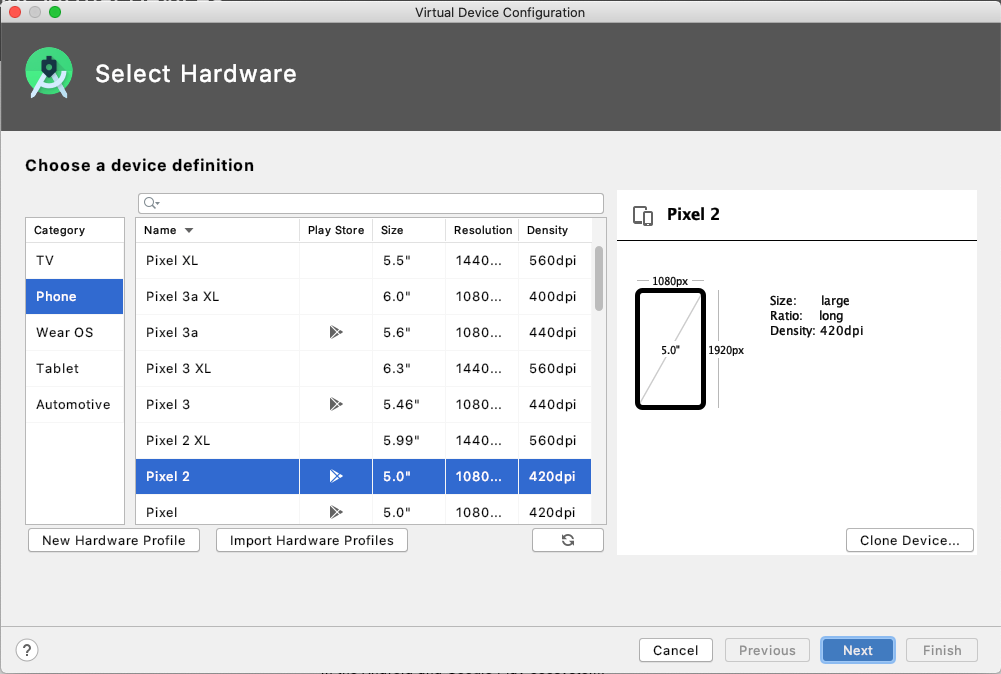 Virtual Device Configuration
Select Hardware
Choose a device definition
Category
TV
Phone
Wear OS
Tablet
Automotive
Name Play Store Size Resolution Density
Pixel XL 5.5" 1440... 560dpi
Pixel 3a XL 6.0" 1080... 400dpi
Pixel 3a 5.6" 1080... 440dpi
Pixel 3 XL 6.3" 1440... 560dpi
Pixel 3 5.46" 1080... 440dpi
Pixel 2 XL 5.99" 1440... 560dpi
Pixel 2 5.0" 1080... 420dpi
Pixel 5.0" 1080... 420dpi
New Hardware Profile
Import Hardware Profiles
Pixel 2
1080px
5.0"
1920px
Size: large
Ratio: long
Density: 420dpi
Clone Device...
?
Cancel
Previous
Next
Finish